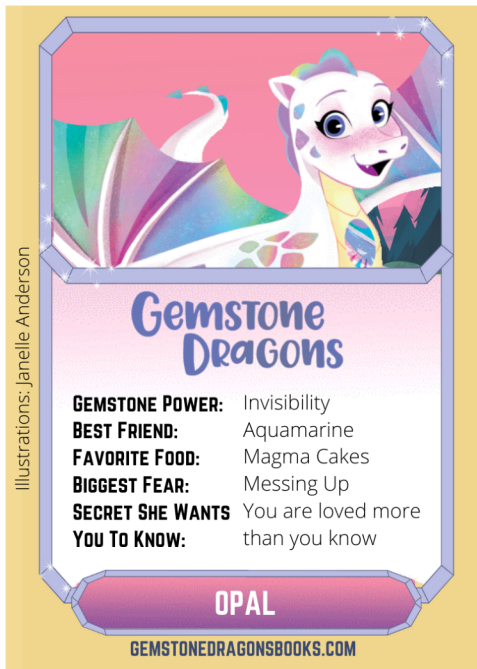 Illustrations: Janelle Anderson
GEMSTONE
DRAGONS
GEMSTONE POWER: Invisibility
BEST FRIEND: Aquamarine
FAVORITE FOOD: Magma Cakes
BIGGEST FEAR: Messing Up
SECRET SHE WANTS You are loved more
YOU TO KNOW: than you know
OPAL
GEMSTONEDRAGONSBOOKS.COM